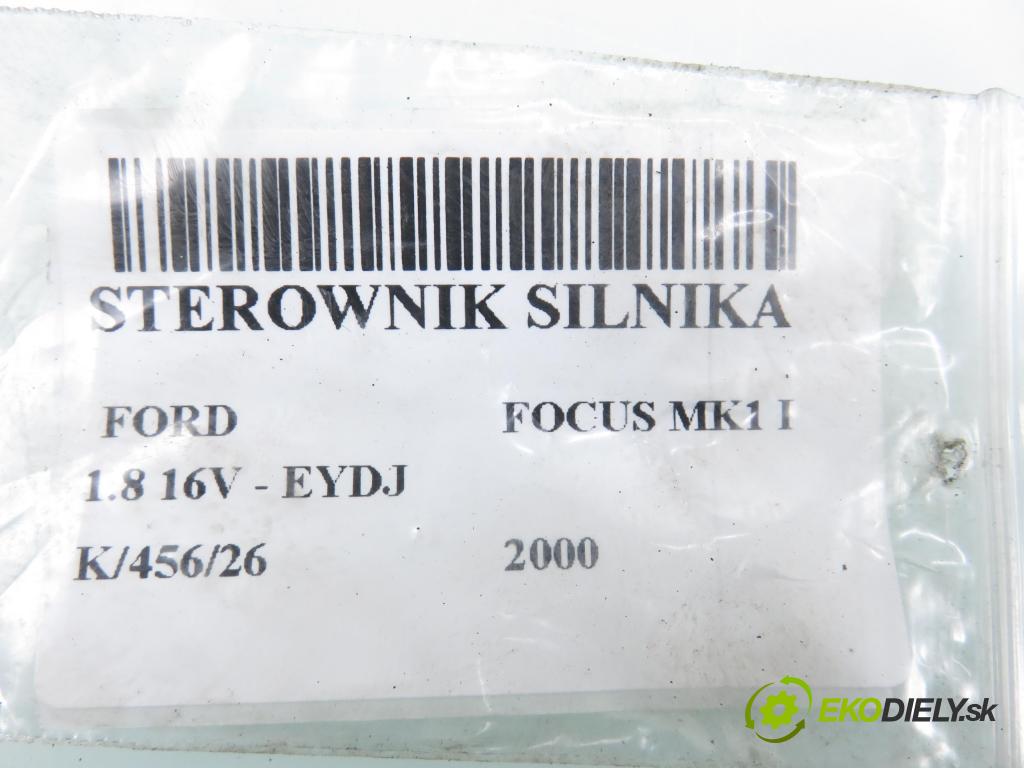 STEROWNIK SILNIKA
FORD FOCUS MK1 I
1.8 16V - EYDJ
K/456/26 2000
EKODIELY.sk